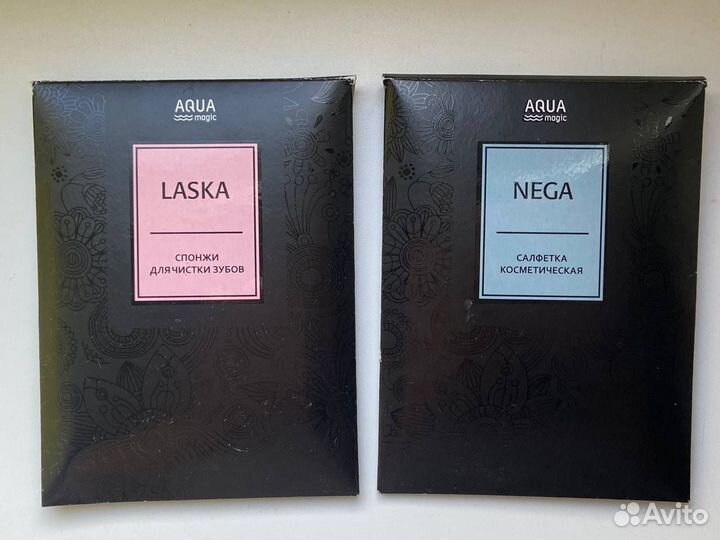 AQUA
magic
LASKA
СПОНЖИ
ДЛЯ ЧИСТКИ ЗУБОВ
AQUA
magic
NEGA
САЛФЕТКА
КОСМЕТИЧЕСКАЯ
Avito